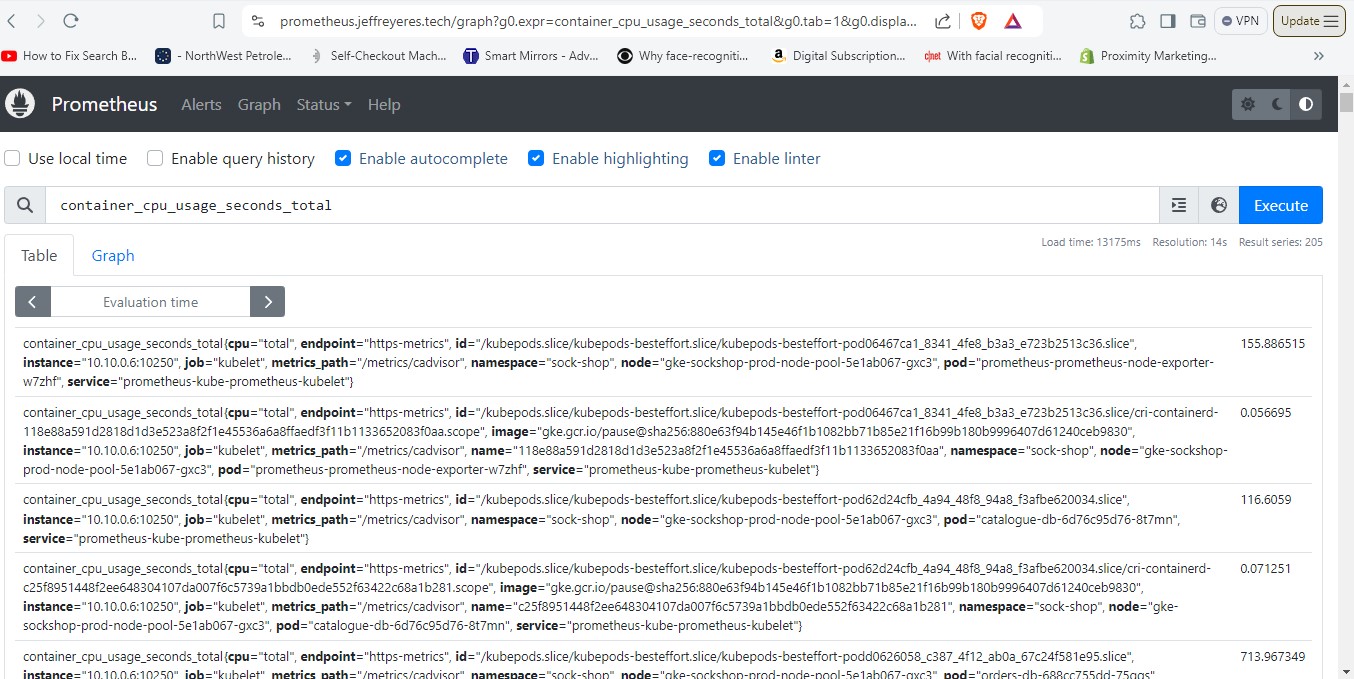 prometheus.jeffreyeres.tech/graph?g0.expr=container_cpu_usage_seconds_total&g0.tab=1&g0.displa...
VPN
Update
How to Fix Search B...
- NorthWest Petrole...
Self-Checkout Mach...
Smart Mirrors - Adv...
Why face-recogniti...
Digital Subscription...
With facial recogniti...
Proximity Marketing...
Prometheus Alerts Graph Status Help
Use local time Enable query history Enable autocomplete Enable highlighting Enable linter
container_cpu_usage_seconds_total
Execute
Load time: 13175ms Resolution: 14s Result series: 205
Table Graph
Evaluation time
container_cpu_usage_seconds_total{cpu="total", endpoint="https-metrics", id="/kubepods.slice/kubepods-besteffort.slice/kubepods-besteffort-pod06467ca1_8341_4fe8_b3a3_e723b2513c36.slice", 155.886515
instance="10.10.0.6:10250", job="kubelet", metrics_path="/metrics/cadvisor", namespace="sock-shop", node="gke-sockshop-prod-node-pool-5e1ab067-gxc3", pod="prometheus-prometheus-node-exporter-
w7zhf", service="prometheus-kube-prometheus-kubelet"}
container_cpu_usage_seconds_total{cpu="total", endpoint="https-metrics", id="/kubepods.slice/kubepods-besteffort.slice/kubepods-besteffort-pod06467ca1_8341_4fe8_b3a3_e723b2513c36.slice/cri-containerd- 0.056695
118e88a591d2818d1d3e523a8f2f1e45536a6a8ffaedf3f11b1133652083f0aa.scope", image="gke.gcr.io/pause@sha256:880e63f94b145e46f1b1082bb71b85e21f16b99b180b9996407d61240ceb9830",
instance="10.10.0.6:10250", job="kubelet", metrics_path="/metrics/cadvisor", name="118e88a591d2818d1d3e523a8f2f1e45536a6a8ffaedf3f11b1133652083f0aa", namespace="sock-shop", node="gke-sockshop-
prod-node-pool-5e1ab067-gxc3", pod="prometheus-prometheus-node-exporter-w7zhf", service="prometheus-kube-prometheus-kubelet"}
container_cpu_usage_seconds_total{cpu="total", endpoint="https-metrics", id="/kubepods.slice/kubepods-besteffort.slice/kubepods-besteffort-pod62d24cfb_4a94_48f8_94a8_f3afbe620034.slice", 116.6059
instance="10.10.0.6:10250", job="kubelet", metrics_path="/metrics/cadvisor", namespace="sock-shop", node="gke-sockshop-prod-node-pool-5e1ab067-gxc3", pod="catalogue-db-6d76c95d76-8t7mn",
service="prometheus-kube-prometheus-kubelet"}
container_cpu_usage_seconds_total{cpu="total", endpoint="https-metrics", id="/kubepods.slice/kubepods-besteffort.slice/kubepods-besteffort-pod62d24cfb_4a94_48f8_94a8_f3afbe620034.slice/cri-containerd- 0.071251
c25f8951448f2ee648304107da007f6c5739a1bbdb0ede552f63422c68a1b281.scope", image="gke.gcr.io/pause@sha256:880e63f94b145e46f1b1082bb71b85e21f16b99b180b9996407d61240ceb9830",
instance="10.10.0.6:10250", job="kubelet", metrics_path="/metrics/cadvisor", name="c25f8951448f2ee648304107da007f6c5739a1bbdb0ede552f63422c68a1b281", namespace="sock-shop", node="gke-
sockshop-prod-node-pool-5e1ab067-gxc3", pod="catalogue-db-6d76c95d76-8t7mn", service="prometheus-kube-prometheus-kubelet"}
container_cpu_usage_seconds_total{cpu="total", endpoint="https-metrics", id="/kubepods.slice/kubepods-besteffort.slice/kubepods-besteffort-podd0626058_c387_4f12_ab0a_67c24f581e95.slice", 713.967349
instance="10.10.0.6:10250", job="kubelet", metrics_path="/metrics/cadvisor", namespace="sock-shop", node="gke-sockshop-prod-node-pool-5e1ab067-gxc3", pod="orders-db-688cc755dd-75qgs"